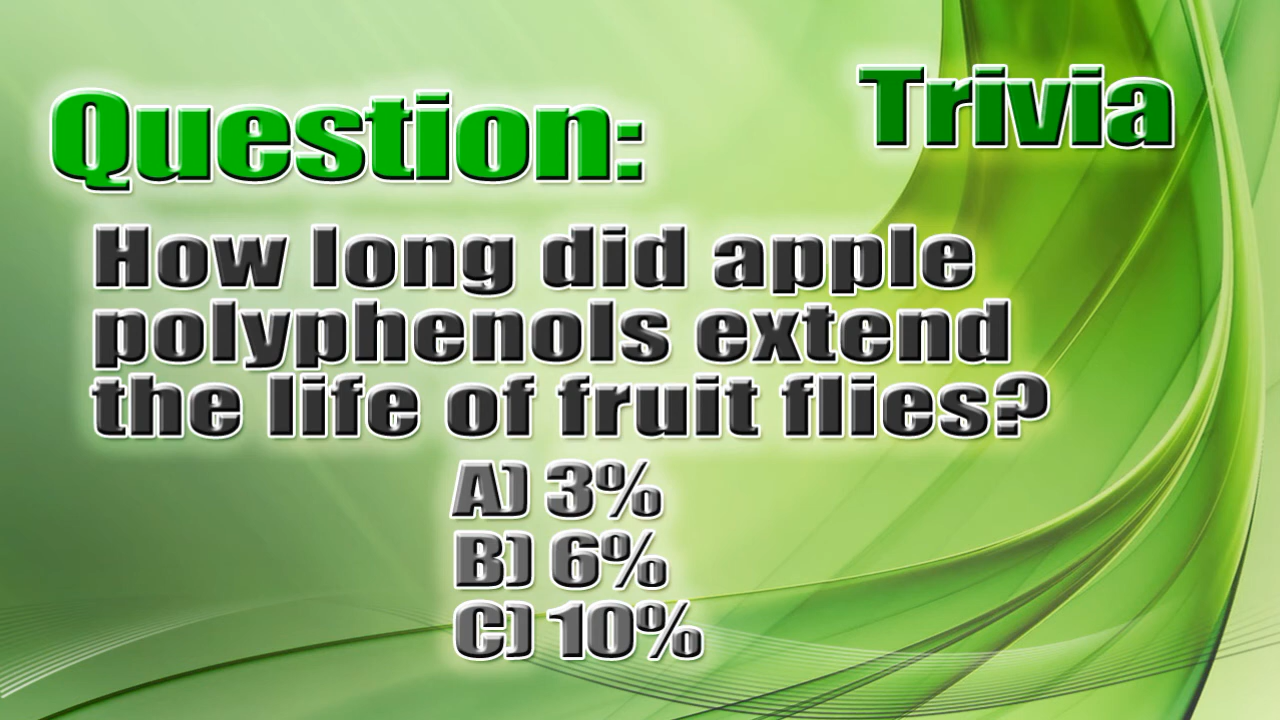 Trivia
Question:
How long did apple
polyphenols extend
the life of fruit flies?
A) 3%
B) 6%
C) 10%